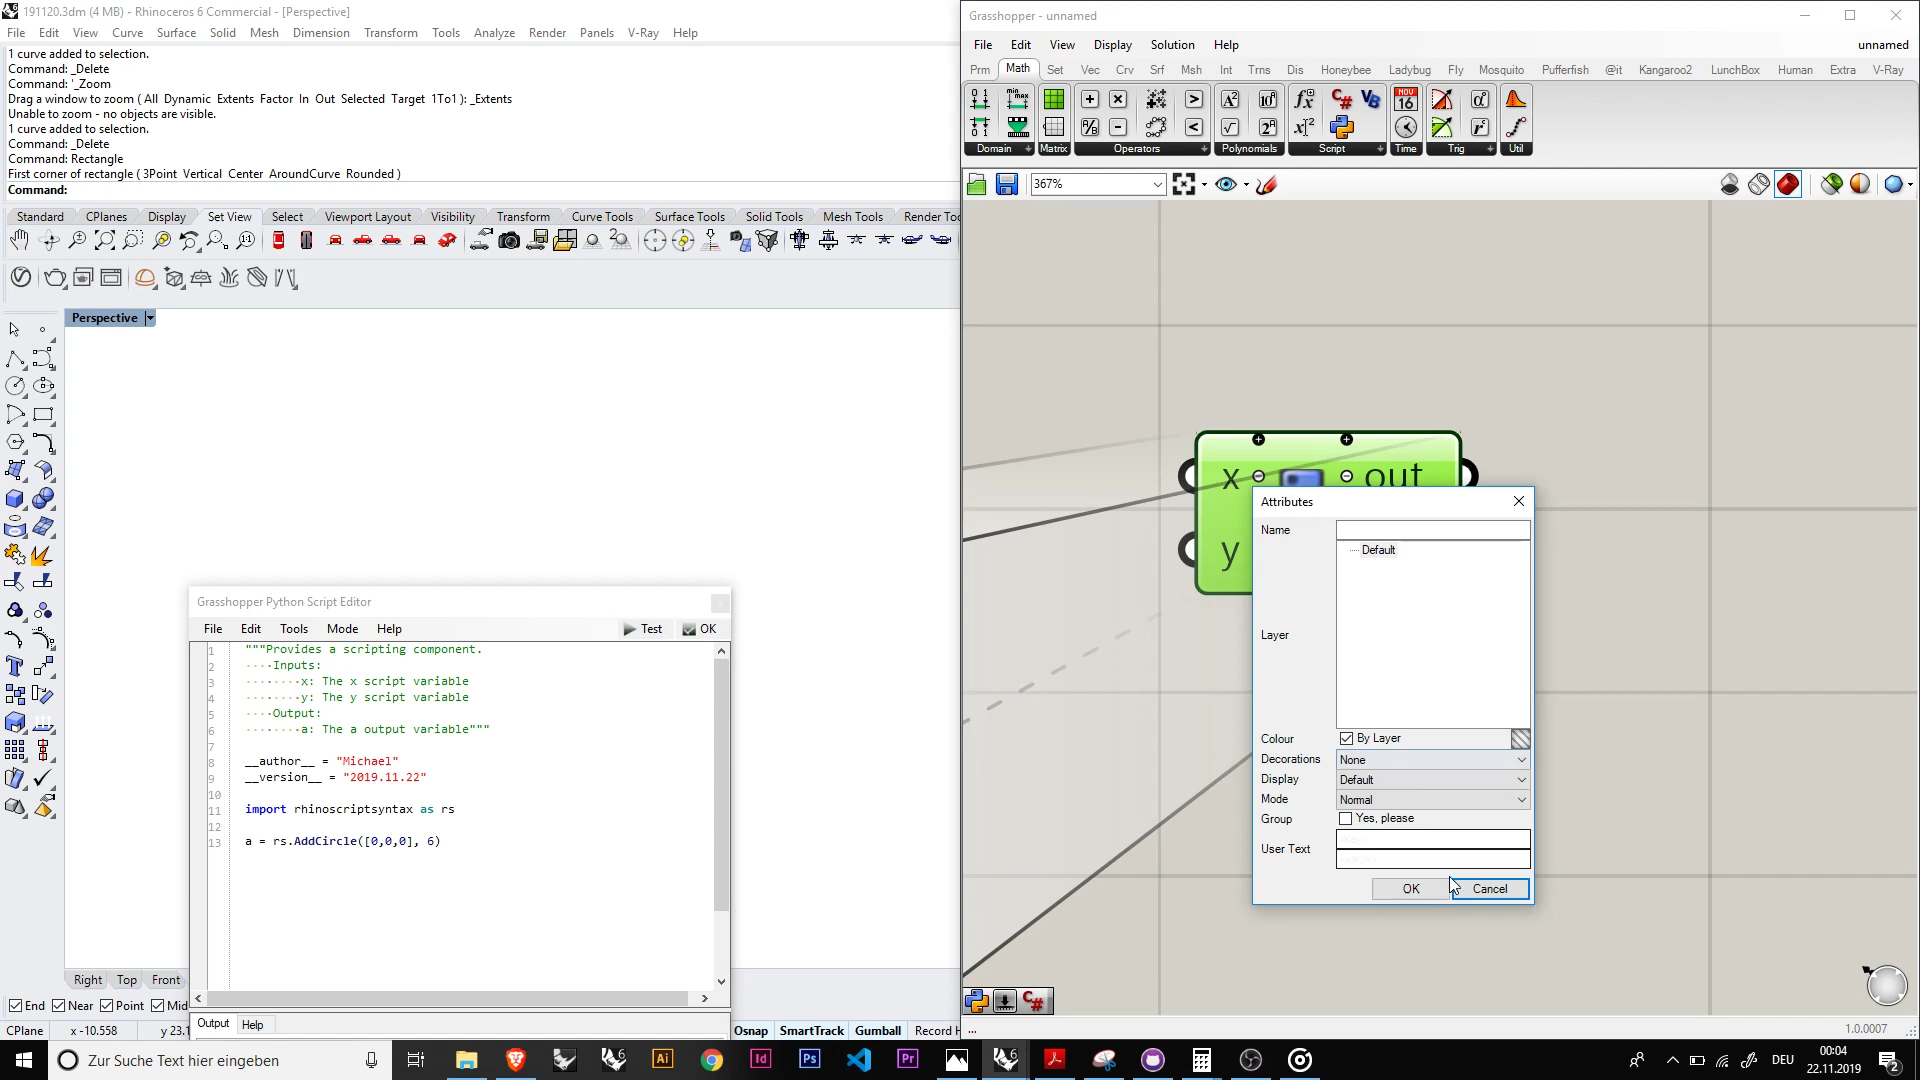 191120.3dm (4 MB) - Rhinoceros 6 Commercial - [Perspective]
File Edit View Curve Surface Solid Mesh Dimension Transform Tools Analyze Render Panels V-Ray Help
1 curve added to selection.
Command: _Delete
Command: '_Zoom
Drag a window to zoom ( All Dynamic Extents Factor In Out Selected Target 1To1 ): _Extents
Unable to zoom - no objects are visible.
1 curve added to selection.
Command: _Delete
Command: Rectangle
First corner of rectangle ( 3Point Vertical Center AroundCurve Rounded )
Command:
Standard CPlanes Display Set View Select Viewport Layout Visibility Transform Curve Tools Surface Tools Solid Tools Mesh Tools Render Too
Perspective
Grasshopper Python Script Editor
File Edit Tools Mode Help Test OK
1 """Provides a scripting component.
2 Inputs:
3 x: The x script variable
4 y: The y script variable
5 Output:
6 a: The a output variable"""
7
8 __author__ = "Michael"
9 __version__ = "2019.11.22"
10
11 import rhinoscriptsyntax as rs
12
13 a = rs.AddCircle([0,0,0], 6)
Output Help
Right Top Front
End Near Point Mid
CPlane x -10.558 y 23.1 Osnap SmartTrack Gumball Record H
Grasshopper - unnamed
File Edit View Display Solution Help unnamed
Prm Math Set Vec Crv Srf Msh Int Trns Dis Honeybee Ladybug Fly Mosquito Pufferfish @it Kangaroo2 LunchBox Human Extra V-Ray
Domain Matrix Operators Polynomials Script Time Trig Util
367%
x out
y
Attributes
Name
Default
Layer
Colour By Layer
Decorations None
Display Default
Mode Normal
Group Yes, please
User Text
OK Cancel
... 1.0.0007
Zur Suche Text hier eingeben
DEU 00:04
22.11.2019
2